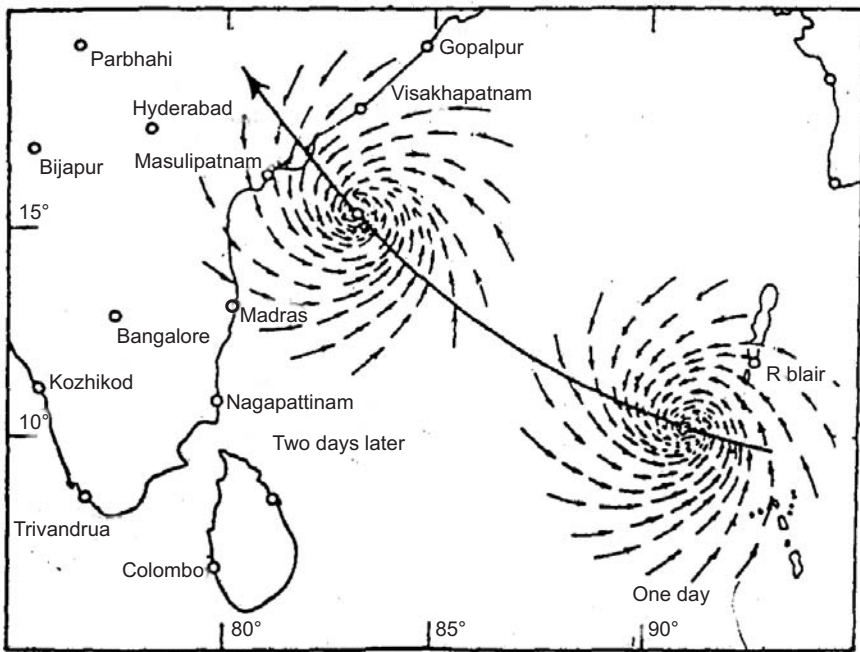 Gopalpur
Parbhahi
Visakhapatnam
Hyderabad
Masulipatnam
Bijapur
15°
Madras
Bangalore
R blair
Kozhikod
Nagapattinam
10°
Two days later
Trivandrua
Colombo
One day
80°
85°
90°